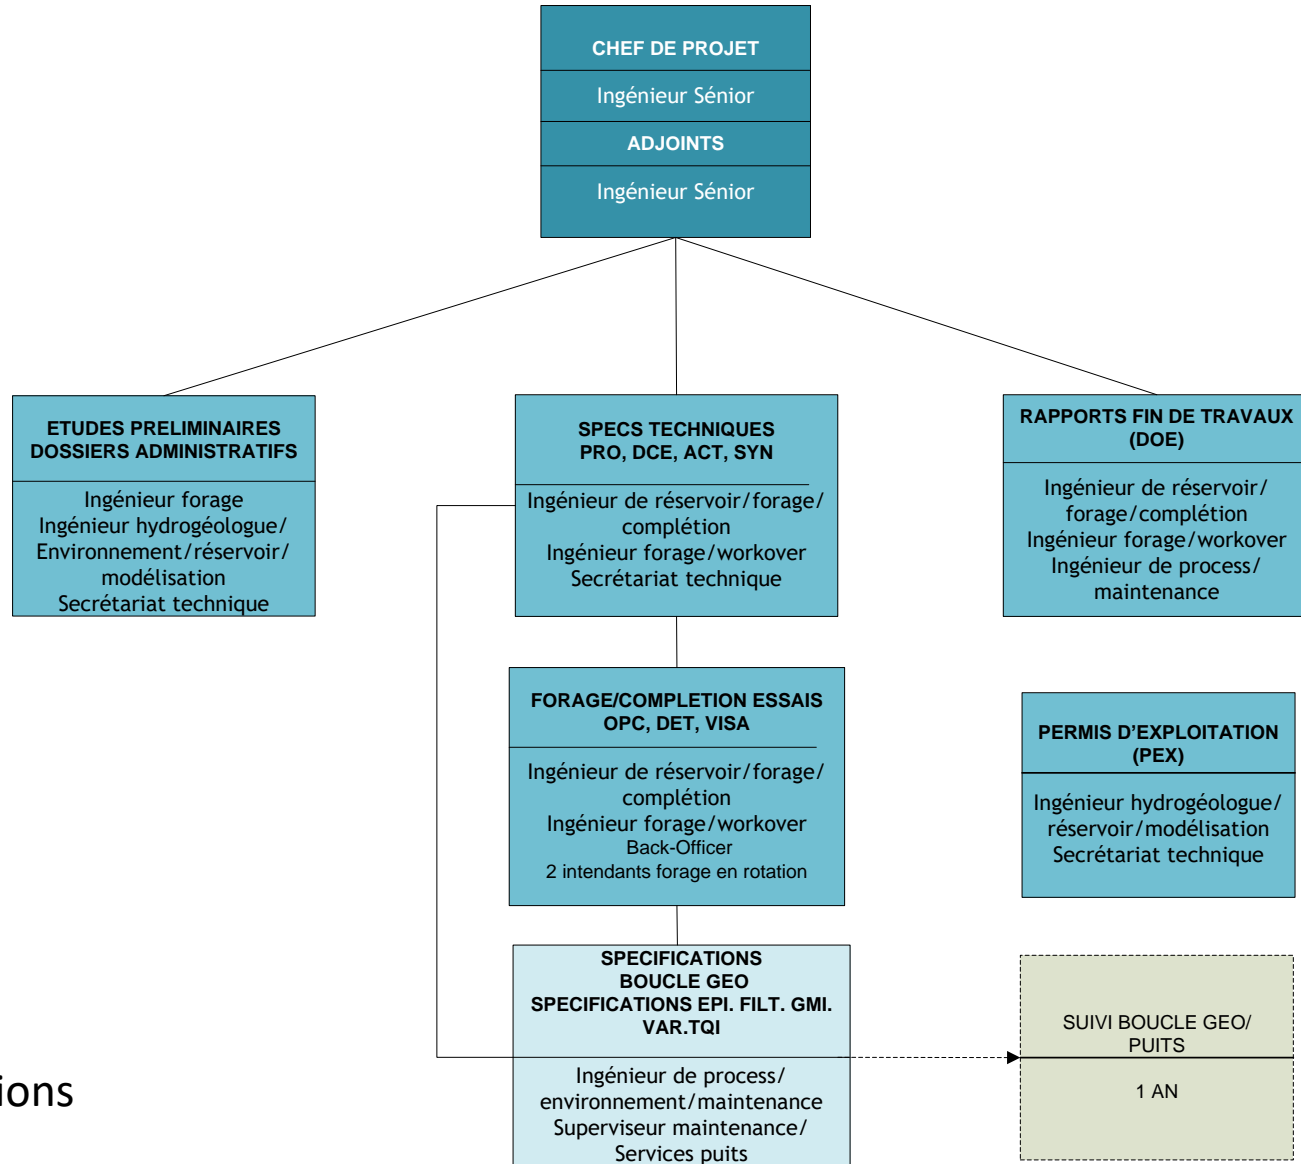 CHEF DE PROJET
Ingénieur Sénior
ADJOINTS
Ingénieur Sénior
ETUDES PRELIMINAIRES
DOSSIERS ADMINISTRATIFS
Ingénieur forage
Ingénieur hydrogéologue/
Environnement/réservoir/
modélisation
Secrétariat technique
SPECS TECHNIQUES
PRO, DCE, ACT, SYN
Ingénieur de réservoir/forage/
complétion
Ingénieur forage/workover
Secrétariat technique
RAPPORTS FIN DE TRAVAUX
(DOE)
Ingénieur de réservoir/
forage/complétion
Ingénieur forage/workover
Ingénieur de process/
maintenance
FORAGE/COMPLETION ESSAIS
OPC, DET, VISA
Ingénieur de réservoir/forage/
complétion
Ingénieur forage/workover
Back-Officer
2 intendants forage en rotation
PERMIS D'EXPLOITATION
(PEX)
Ingénieur hydrogéologue/
réservoir/modélisation
Secrétariat technique
SPECIFICATIONS
BOUCLE GEO
SPECIFICATIONS EPI. FILT. GMI.
VAR.TQI
Ingénieur de process/
environnement/maintenance
Superviseur maintenance/
Services puits
SUIVI BOUCLE GEO/
PUITS
1 AN
ions